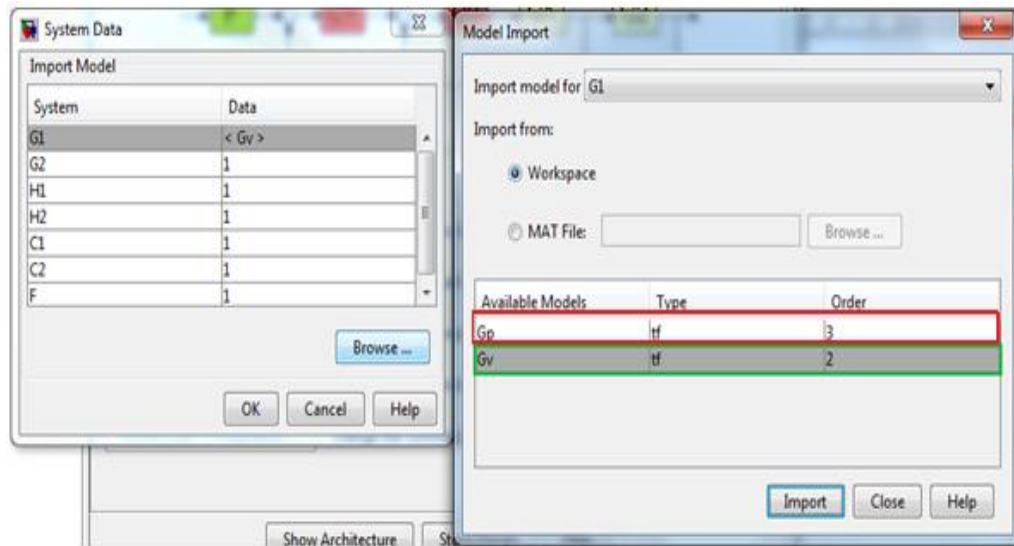 System Data
Import Model
System Data
G1 < Gv >
G2 1
H1 1
H2 1
C1 1
C2 1
F 1
Browse ...
OK Cancel Help
Show Architecture
Model Import
Import model for G1
Import from:
Workspace
MAT File: Browse ...
Available Models Type Order
Gp tf 3
Gv tf 2
Import Close Help